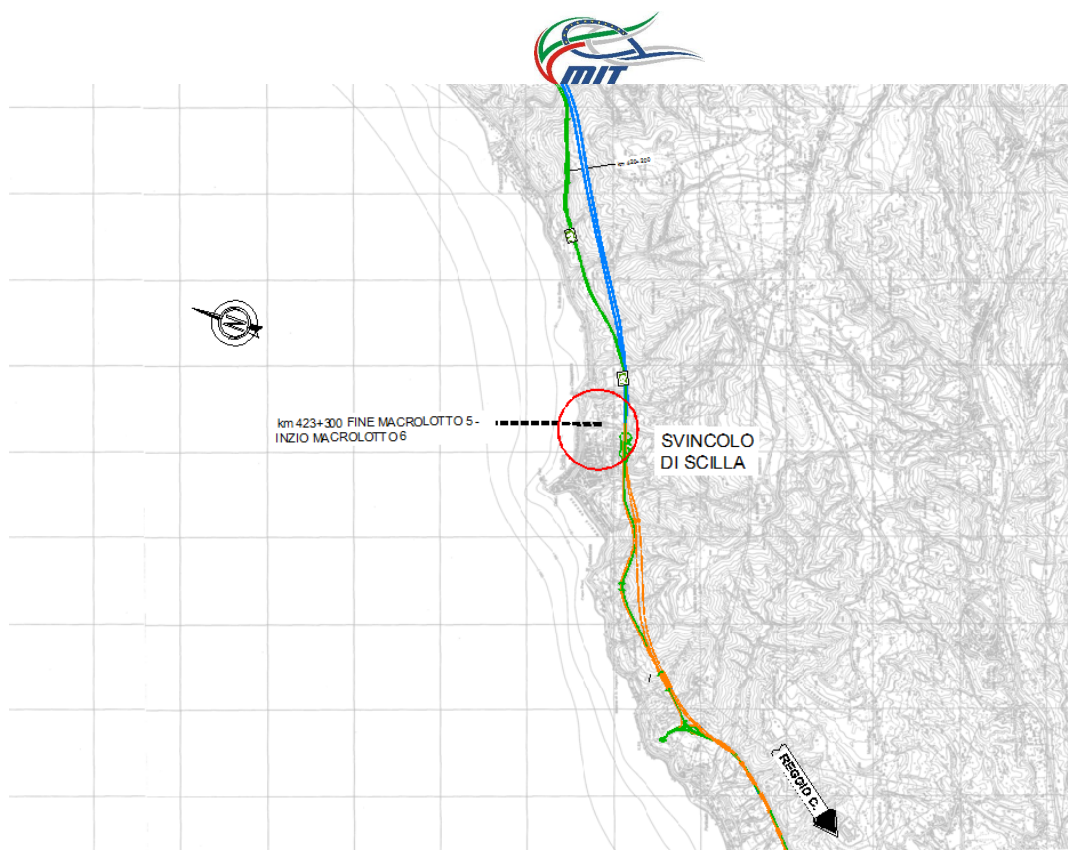 MIT
km 423+300 FINE MACROLOTTO 5 -
INZIO MACROLOTTO 6
SVINCOLO
DI SCILLA
REGGIO C.